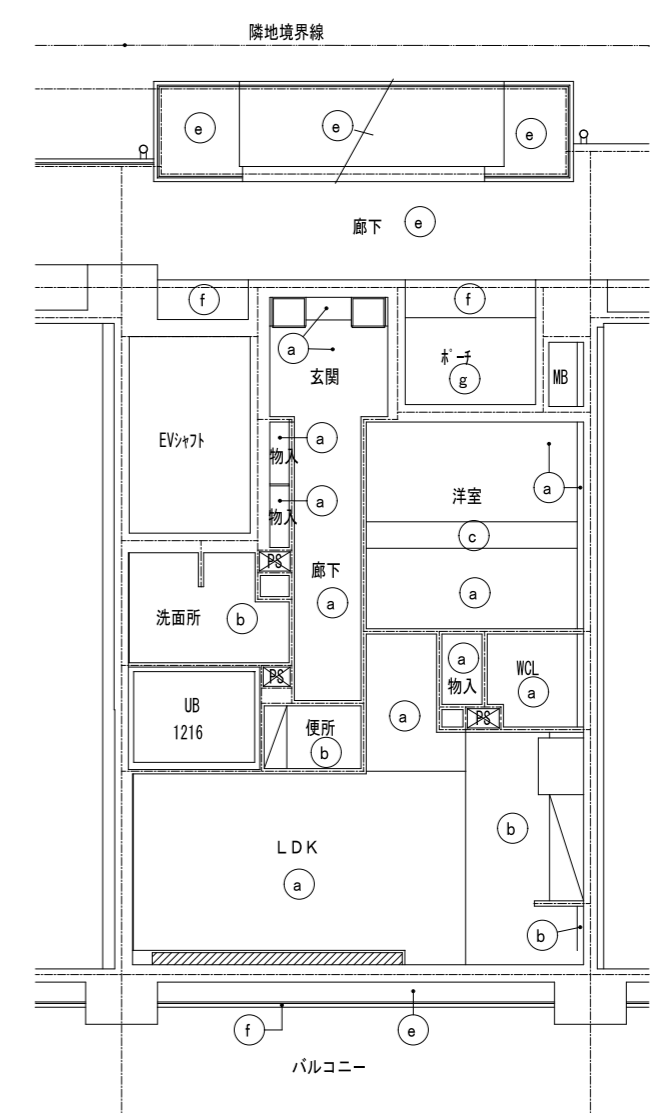 隣地境界線
e
e
e
廊下 e
f
f
a
玄関
ﾎﾟｰﾁ
g
MB
EVｼｬﾌﾄ
a
物入
a
物入
洋室
a
c
PS
廊下
a
a
洗面所 b
PS
UB
1216
便所
b
a
a
物入
WCL
a
PS
LDK
a
b
b
f
e
バルコニー